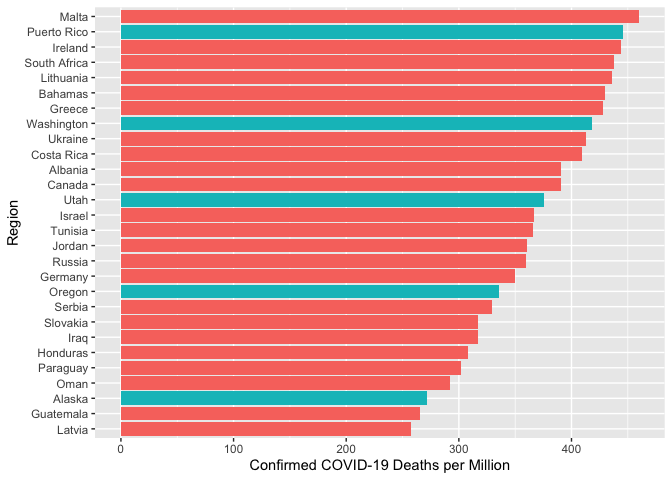 Malta
Puerto Rico
Ireland
South Africa
Lithuania
Bahamas
Greece
Washington
Ukraine
Costa Rica
Albania
Canada
Utah
Israel
Tunisia
Jordan
Russia
Germany
Oregon
Serbia
Slovakia
Iraq
Honduras
Paraguay
Oman
Alaska
Guatemala
Latvia
Region
0 100 200 300 400
Confirmed COVID-19 Deaths per Million